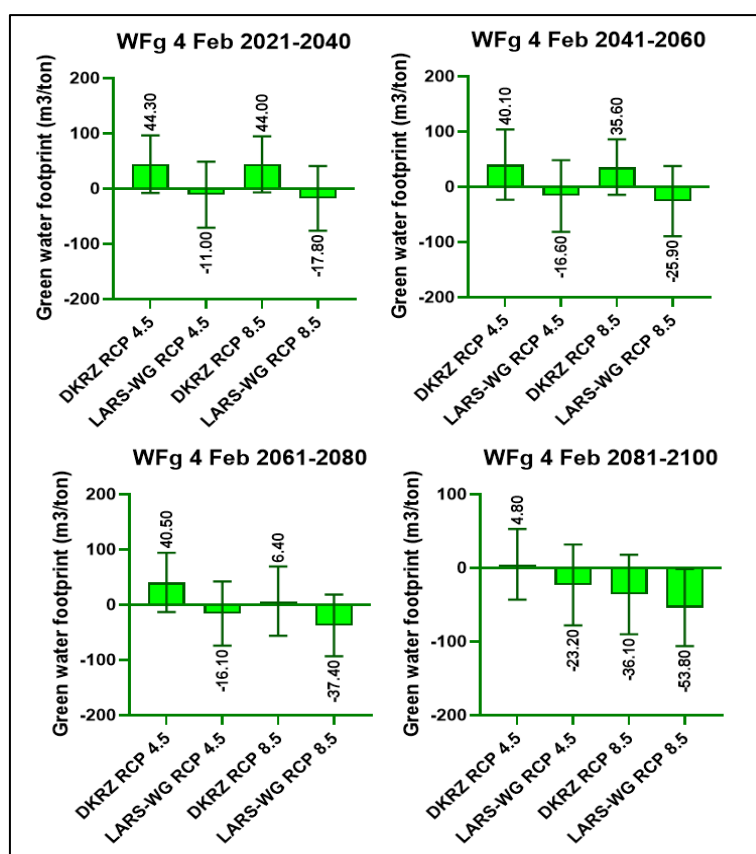 WFg 4 Feb 2021-2040
Green water footprint (m3/ton)
200
100
0
-100
-200
44.30
-11.00
44.00
-17.80
DKRZ RCP 4.5
LARS-WG RCP 4.5
DKRZ RCP 8.5
LARS-WG RCP 8.5
WFg 4 Feb 2041-2060
Green water footprint (m3/ton)
200
100
0
-100
-200
40.10
-16.60
35.60
-25.90
DKRZ RCP 4.5
LARS-WG RCP 4.5
DKRZ RCP 8.5
LARS-WG RCP 8.5
WFg 4 Feb 2061-2080
Green water footprint (m3/ton)
200
100
0
-100
-200
40.50
-16.10
6.40
-37.40
DKRZ RCP 4.5
LARS-WG RCP 4.5
DKRZ RCP 8.5
LARS-WG RCP 8.5
WFg 4 Feb 2081-2100
Green water footprint (m3/ton)
100
0
-100
-200
4.80
-23.20
-36.10
-53.80
DKRZ RCP 4.5
LARS-WG RCP 4.5
DKRZ RCP 8.5
LARS-WG RCP 8.5